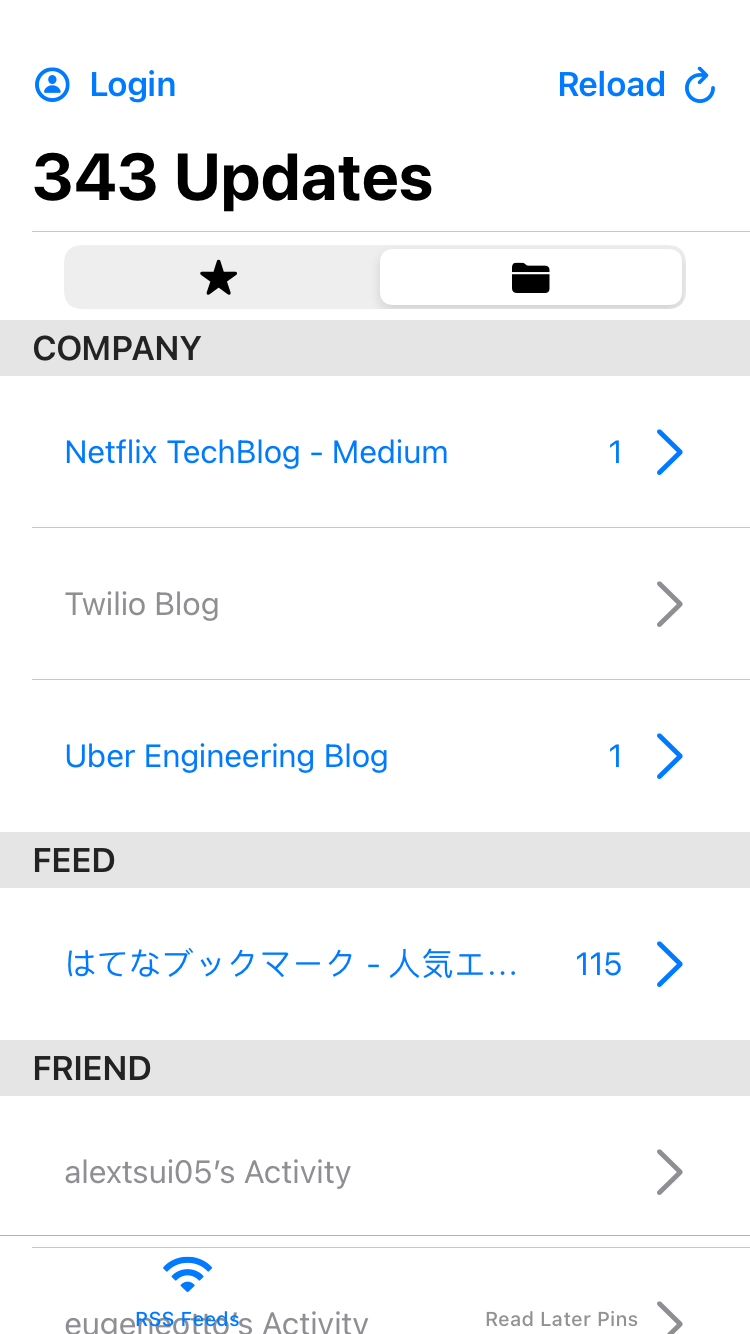 Login
Reload
343 Updates
COMPANY
Netflix TechBlog - Medium 1
Twilio Blog
Uber Engineering Blog 1
FEED
はてなブックマーク - 人気エ... 115
FRIEND
alextsui05's Activity
eugeneotto's Activity
RSS Feeds
Read Later Pins